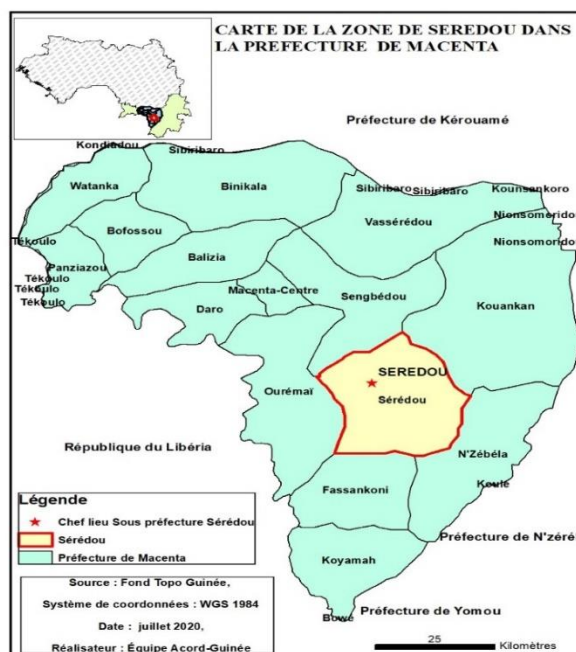 CARTE DE LA ZONE DE SEREDOU DANS
LA PREFECTURE DE MACENTA
Préfecture de Kérouamé
Kondiadou
Sibiribaro
Watanka
Binikala
Sibiribaro
Sibiribaro
Kounsankoro
Vassérédou
Nionsomorido
Nionsomorido
Bofossou
Tékoulo
Balizia
Panziazou
Tékoulo
Tékoulo
Tékoulo
Macenta-Centre
Sengbédou
Kouankan
Daro
SEREDOU
Sérédou
Ourémaï
République du Libéria
N'Zébéla
Koulé
Fassankoni
Préfecture de N'zéré
Koyamah
Bowé
Préfecture de Yomou
Légende
Chef lieu Sous préfecture Sérédou
Sérédou
Préfecture de Macenta
Source : Fond Topo Guinée,
Système de coordonnées : WGS 1984
Date : juillet 2020,
Réalisateur : Équipe Acord-Guinée
25
Kilomètres